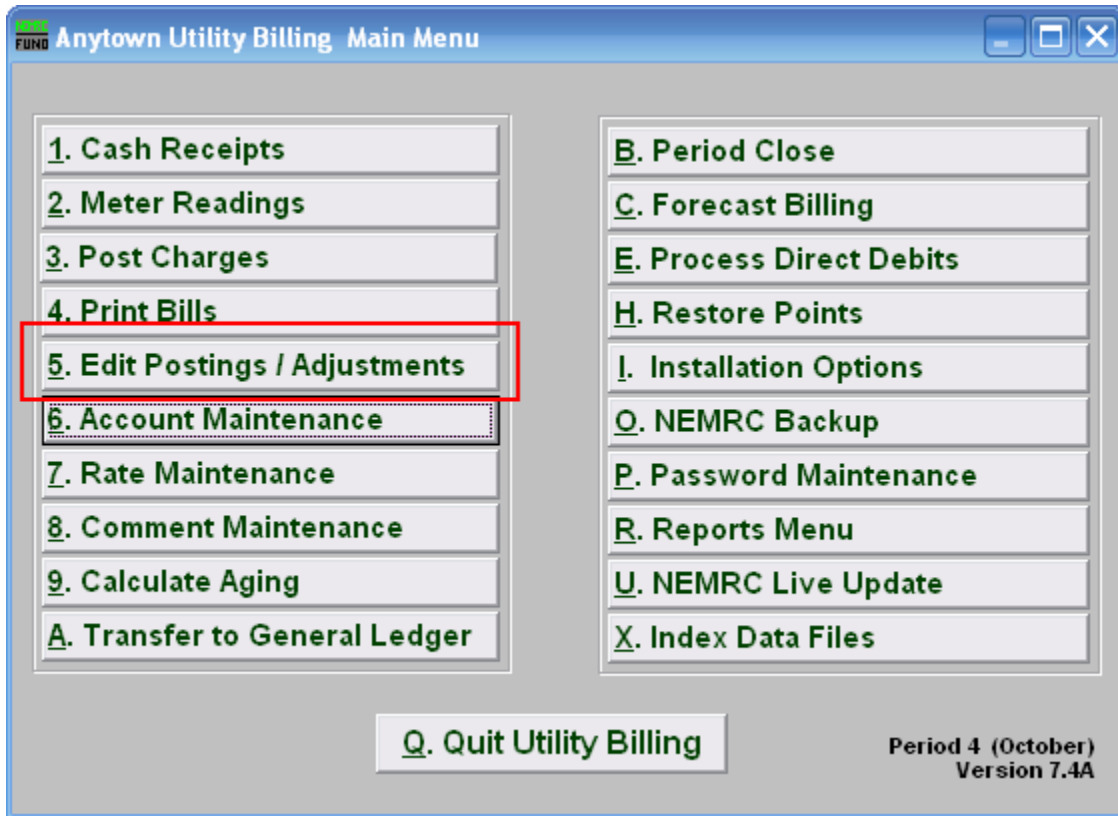 NEMRC
FUND
Anytown Utility Billing Main Menu
1. Cash Receipts
2. Meter Readings
3. Post Charges
4. Print Bills
5. Edit Postings / Adjustments
6. Account Maintenance
7. Rate Maintenance
8. Comment Maintenance
9. Calculate Aging
A. Transfer to General Ledger
B. Period Close
C. Forecast Billing
E. Process Direct Debits
H. Restore Points
I. Installation Options
O. NEMRC Backup
P. Password Maintenance
R. Reports Menu
U. NEMRC Live Update
X. Index Data Files
Q. Quit Utility Billing
Period 4 (October)
Version 7.4A